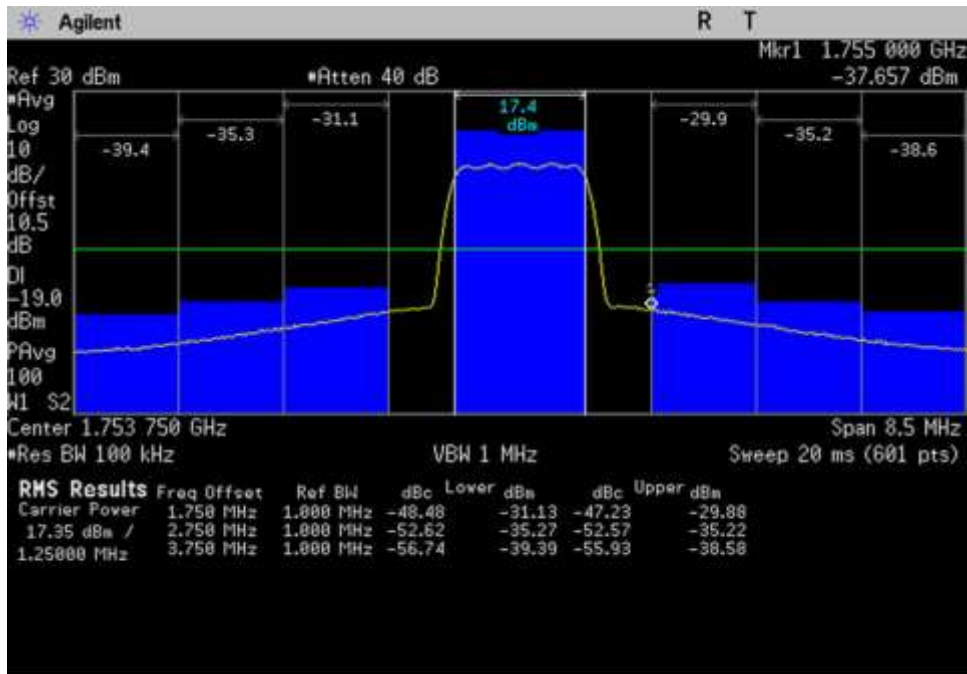 Agilent R T
Mkr1 1.755 000 GHz
Ref 30 dBm #Atten 40 dB -37.657 dBm
#Avg
Log
10
dB/
Offst
10.5
dB
DI
-19.0
dBm
PAvg
100
W1 S2
-39.4 -35.3 -31.1 17.4 dBm -29.9 -35.2 -38.6
1
Center 1.753 750 GHz Span 8.5 MHz
#Res BW 100 kHz VBW 1 MHz Sweep 20 ms (601 pts)
RMS Results Freq Offset Ref BW dBc Lower dBm dBc Upper dBm
Carrier Power 1.750 MHz 1.000 MHz -48.48 -31.13 -47.23 -29.88
17.35 dBm / 2.750 MHz 1.000 MHz -52.62 -35.27 -52.57 -35.22
1.25000 MHz 3.750 MHz 1.000 MHz -56.74 -39.39 -55.93 -38.58